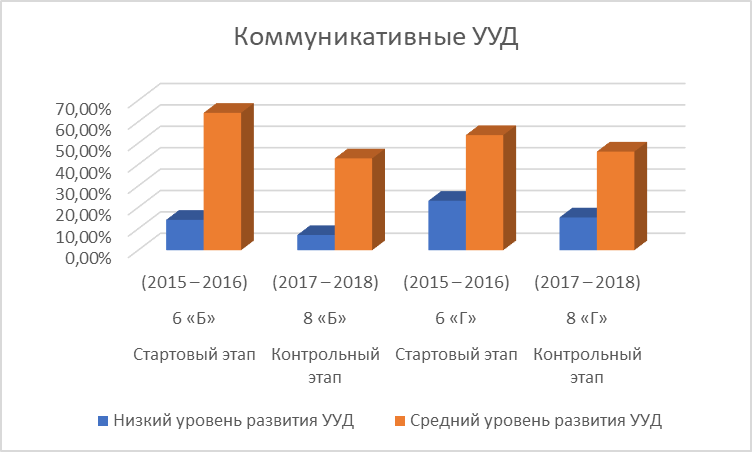 Коммуникативные УУД
70,00%
60,00%
50,00%
40,00%
30,00%
20,00%
10,00%
0,00%
(2015 – 2016) (2017 – 2018) (2015 – 2016) (2017 – 2018)
6 «Б» 8 «Б» 6 «Г» 8 «Г»
Стартовый этап Контрольный этап Стартовый этап Контрольный этап
Низкий уровень развития УУД Средний уровень развития УУД